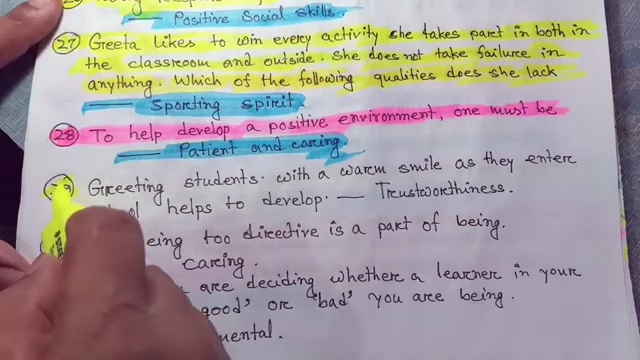 — Positive Social Skills.
27) Greeta likes to win every activity she takes part in both in
the classroom and outside. She does not take failure in
anything. Which of the following qualities does she lack
— Sporting spirit.
28) To help develop a positive environment, one must be
— Patient and caring.
Greeting students. with a warm smile as they enter
helps to develop. — Trustworthiness.
being too directive is a part of being.
caring.
are deciding whether a learner in your
'good' or 'bad' you are being.